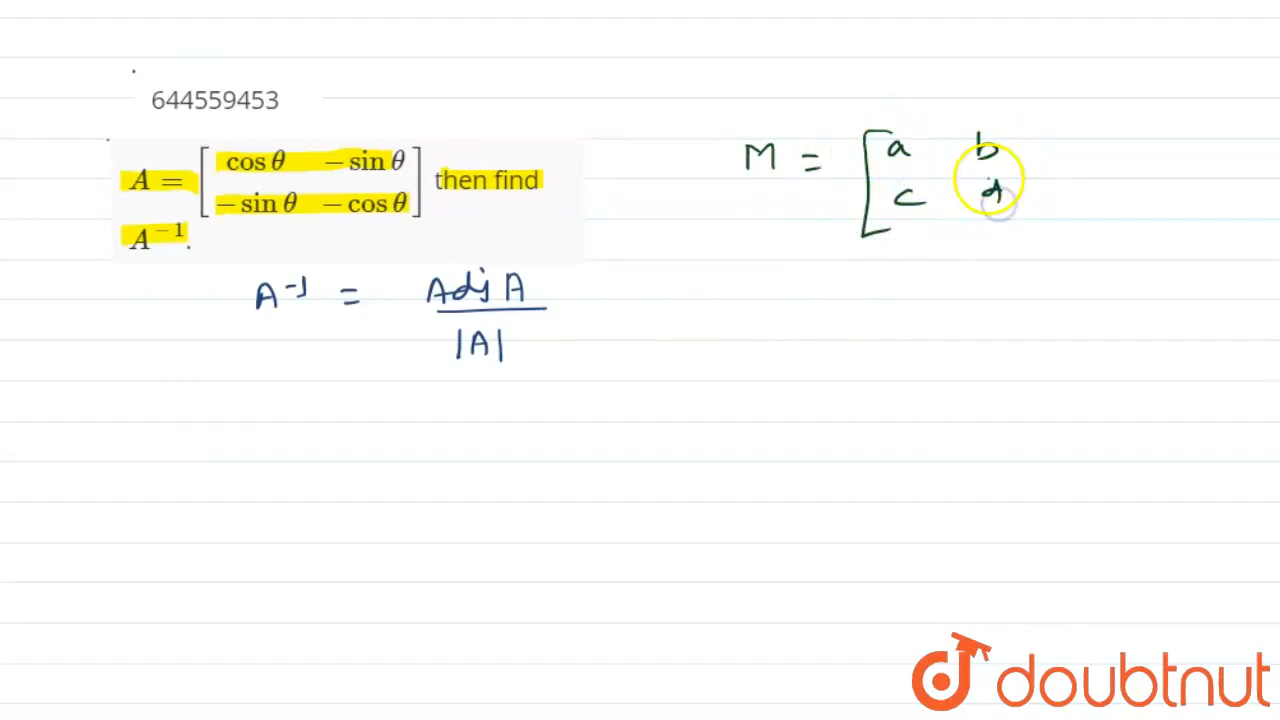 644559453
A = [ cos θ − sin θ
− sin θ − cos θ ] then find
A⁻¹.
M = [ a b
c d
A⁻¹ = Adj A
|A|
doubtnut